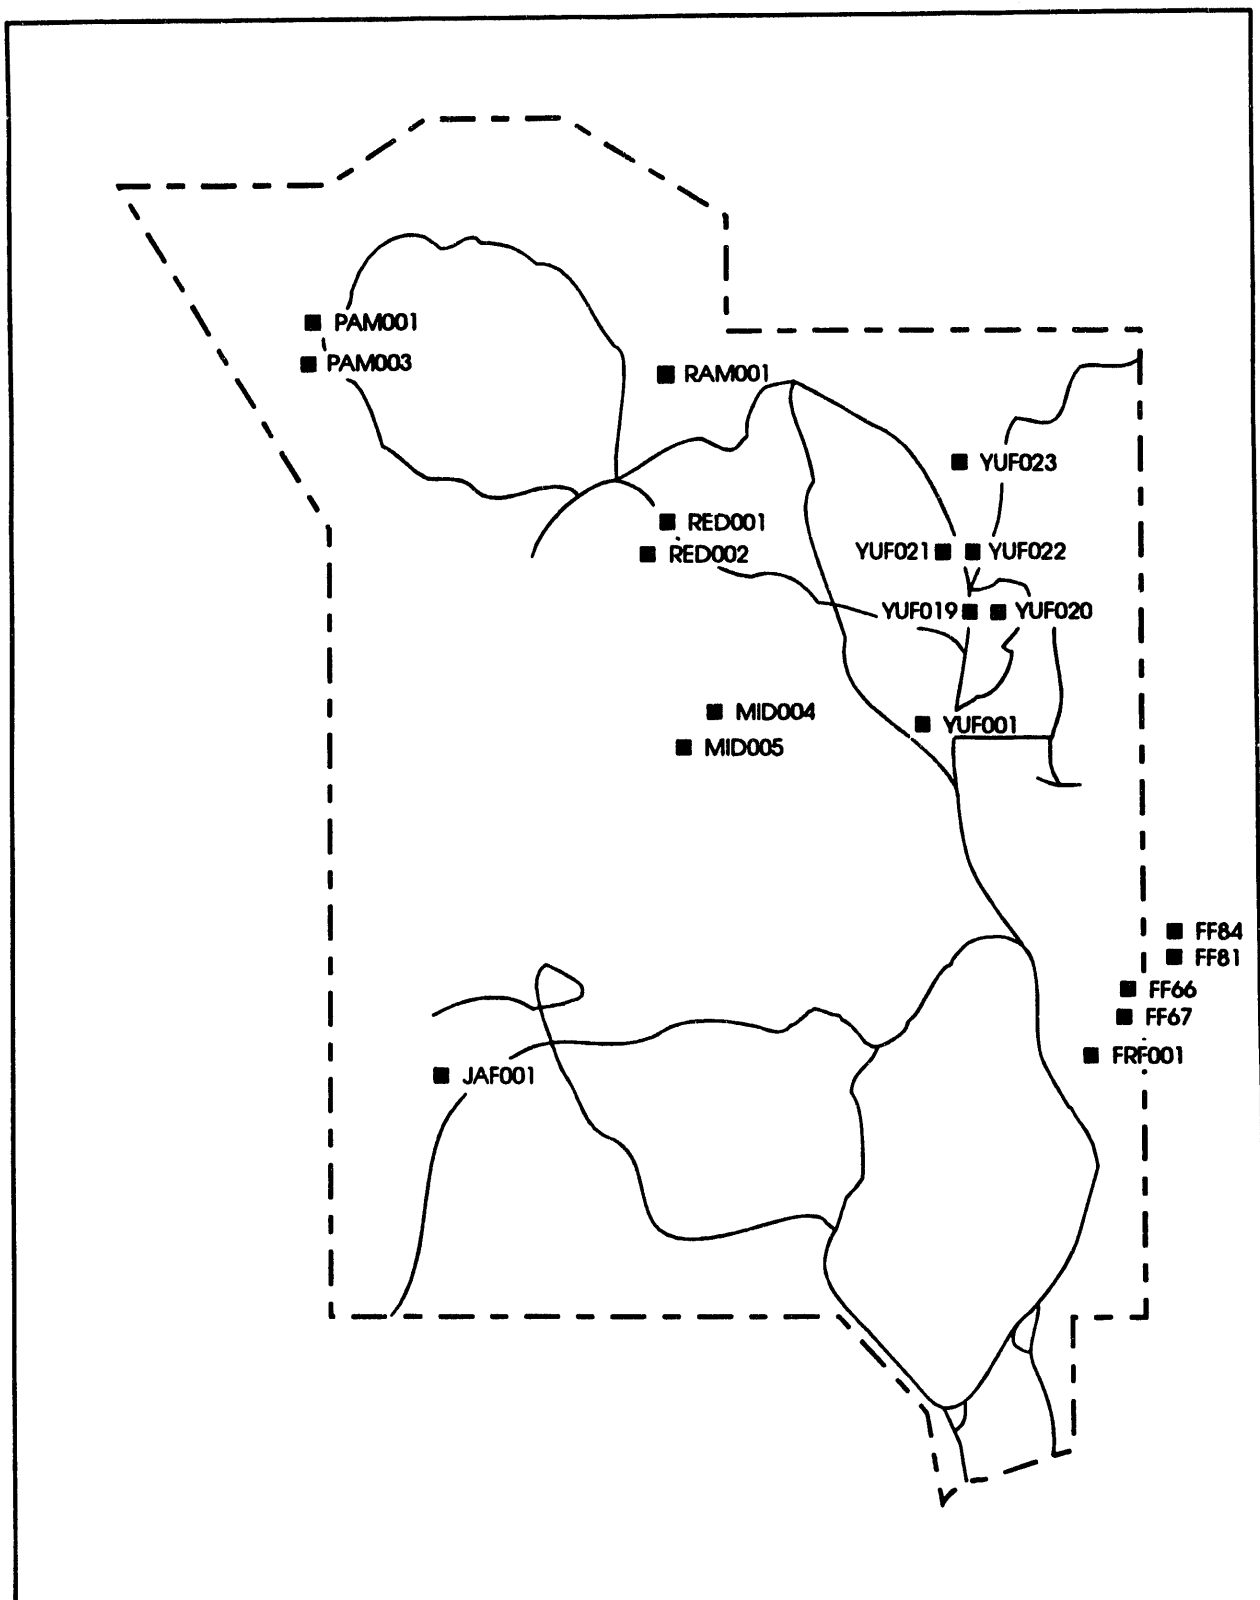 PAM001
PAM003
RAM001
YUF023
RED001
RED002
YUF021
YUF022
YUF019
YUF020
MID004
YUF001
MID005
FF84
FF81
FF66
FF67
FRF001
JAF001